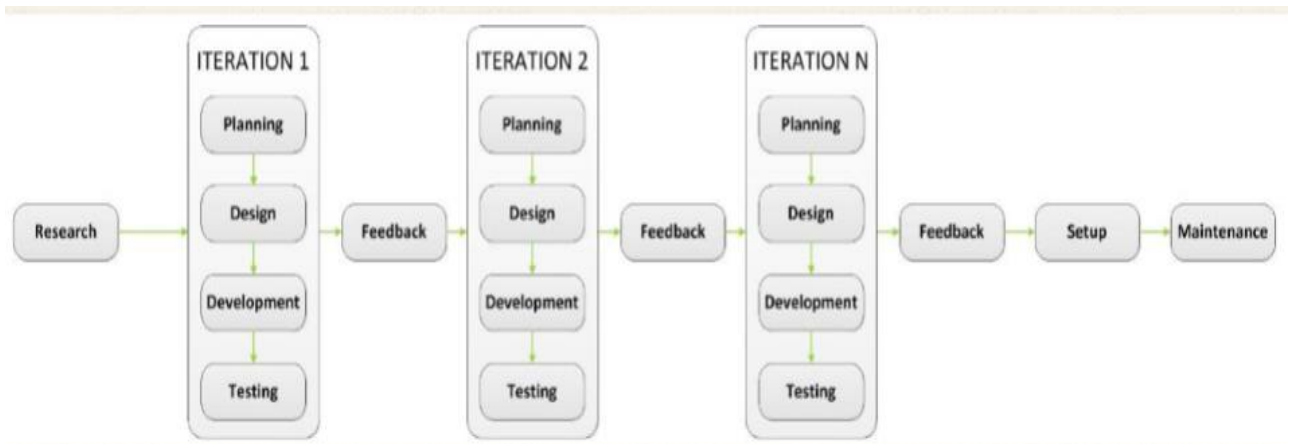 Research
ITERATION 1
Planning
Design
Development
Testing
Feedback
ITERATION 2
Planning
Design
Development
Testing
Feedback
ITERATION N
Planning
Design
Development
Testing
Feedback
Setup
Maintenance